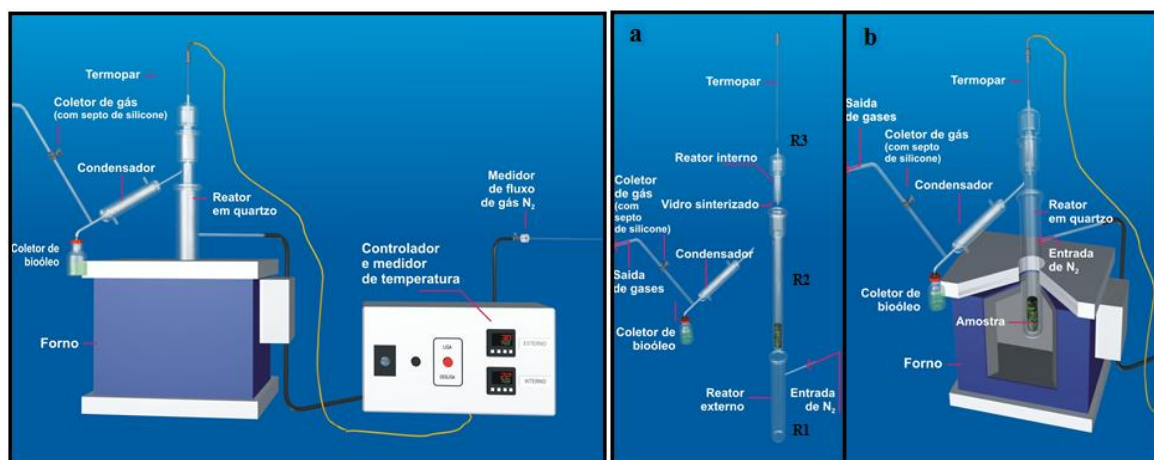 Termopar
Coletor de gás
(com septo de silicone)
Condensador
Reator
em quartzo
Coletor de
bioóleo
Forno
Medidor
de fluxo
de gás N₂
Controlador
e medidor
de temperatura
LIGA
DESLIGA
EXTERNO
INTERNO
a
Termopar
R3
Reator interno
Vidro sinterizado
Coletor
de gás
(com
septo
de silicone)
Condensador
Saida
de gases
R2
Coletor de
bioóleo
Reator
externo
Entrada
de N₂
R1
b
Termopar
Saida
de gases
Coletor de gás
(com septo
de silicone)
Condensador
Reator
em quartzo
Entrada
de N₂
Coletor de
bioóleo
Amostra
Forno